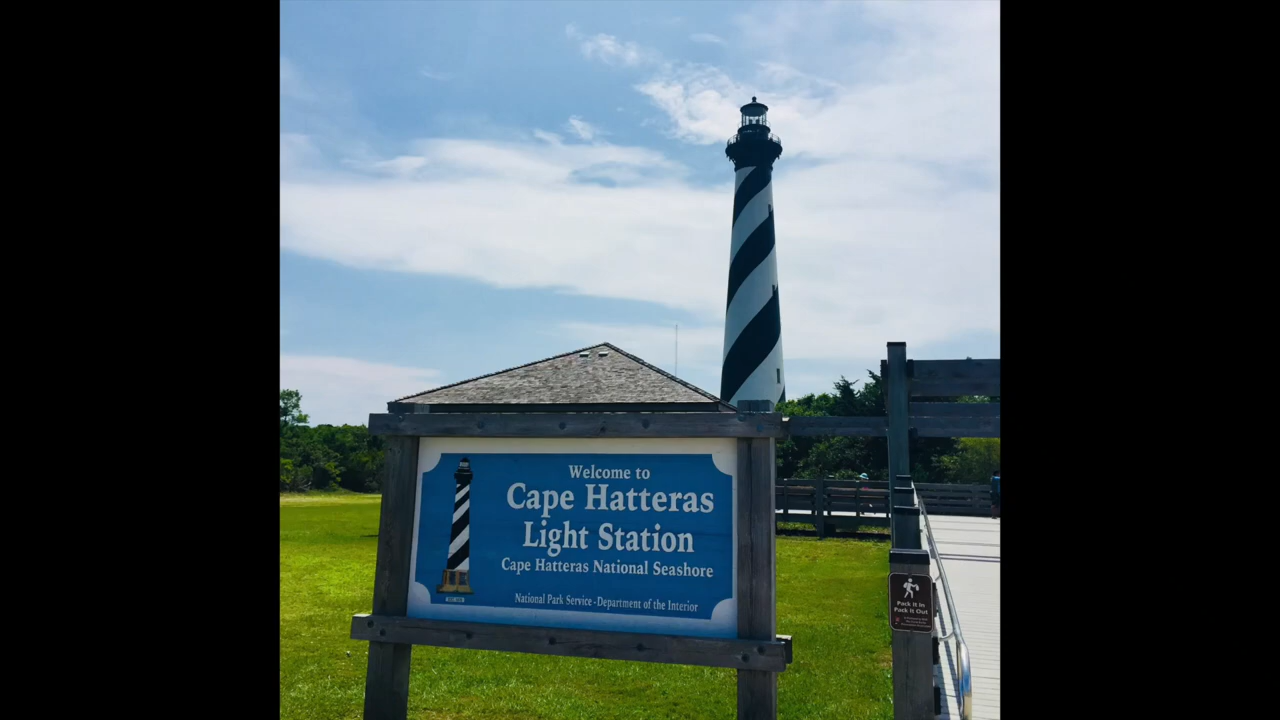 Welcome to
Cape Hatteras
Light Station
Cape Hatteras National Seashore
National Park Service - Department of the Interior
Pack It In
Pack It Out